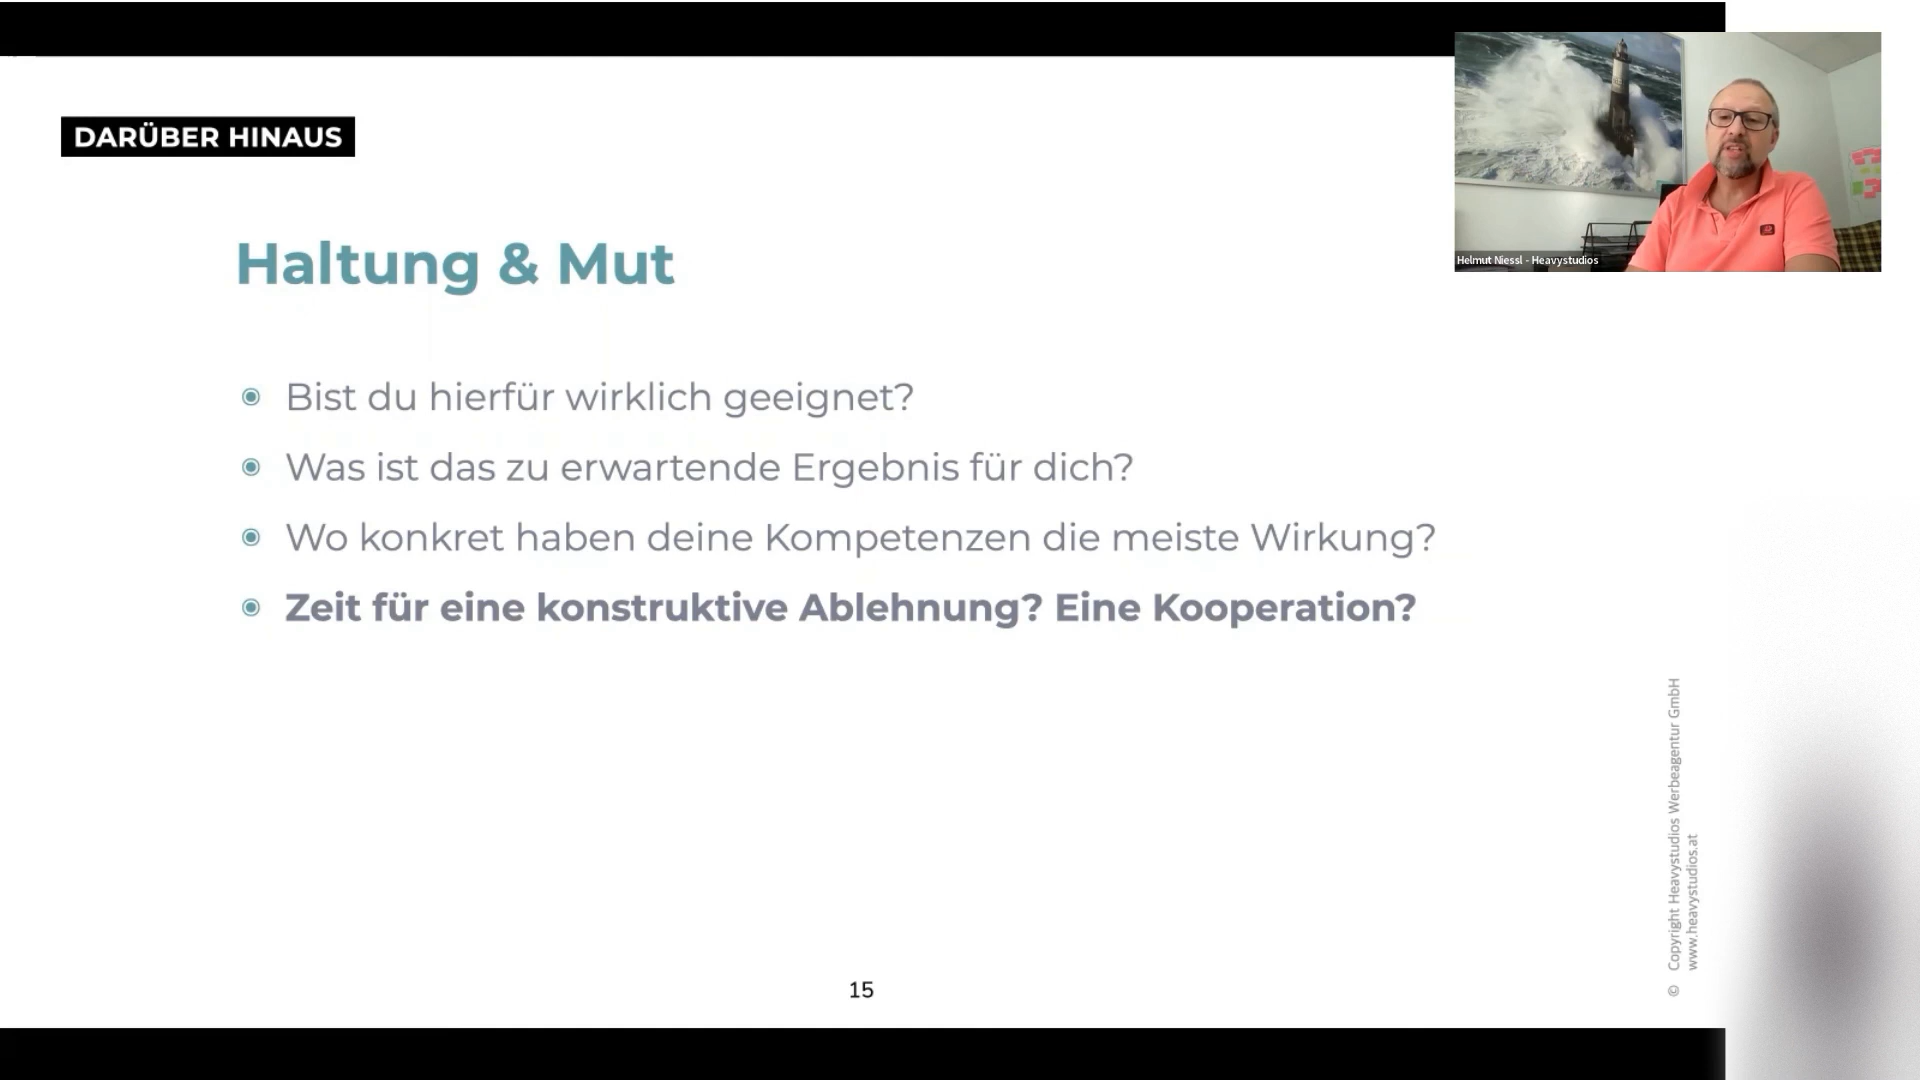 DARÜBER HINAUS
Haltung & Mut
Bist du hierfür wirklich geeignet?
Was ist das zu erwartende Ergebnis für dich?
Wo konkret haben deine Kompetenzen die meiste Wirkung?
Zeit für eine konstruktive Ablehnung? Eine Kooperation?
Helmut Niessl - Heavystudios
© Copyright Heavystudios Werbeagentur GmbH
www.heavystudios.at
15